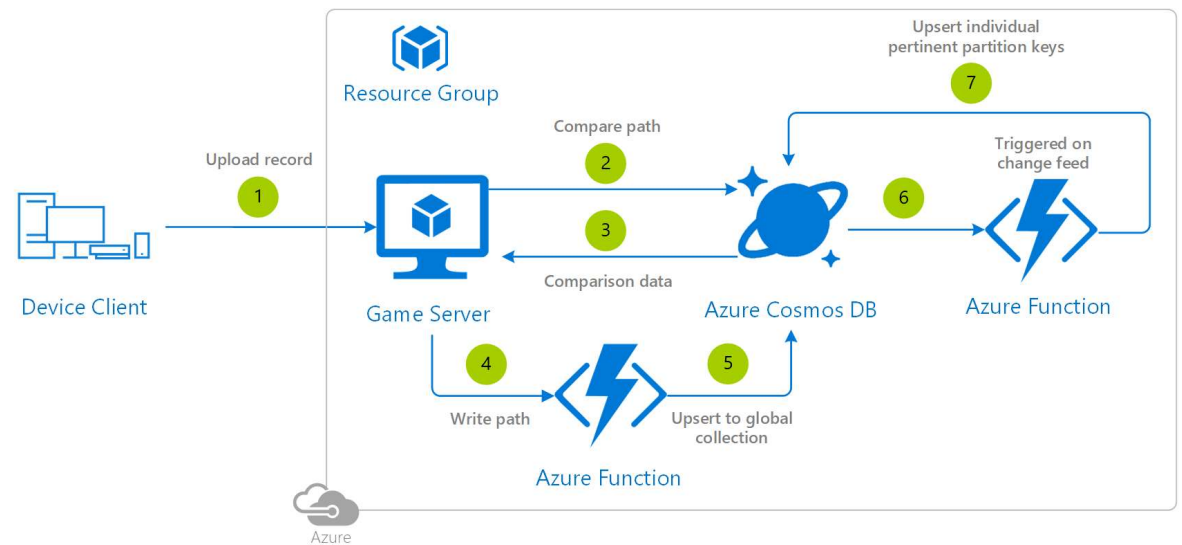 Upsert individual
pertinent partition keys
7
Resource Group
Compare path
2
Triggered on
change feed
Upload record
1
6
3
Comparison data
Device Client
Game Server
Azure Cosmos DB
Azure Function
4
5
Write path
Upsert to global
collection
Azure Function
Azure